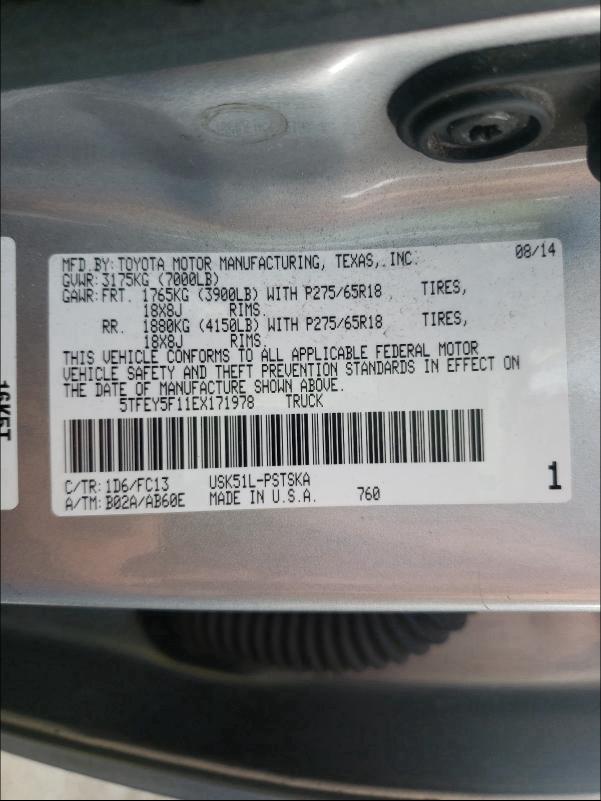 MFD. BY: TOYOTA MOTOR MANUFACTURING, TEXAS, INC. 08/14
GVWR: 3175KG (7000LB)
GAWR: FRT. 1765KG (3900LB) WITH P275/65R18 TIRES,
18X8J RIMS.
RR. 1880KG (4150LB) WITH P275/65R18 TIRES,
18X8J RIMS.
THIS VEHICLE CONFORMS TO ALL APPLICABLE FEDERAL MOTOR
VEHICLE SAFETY AND THEFT PREVENTION STANDARDS IN EFFECT ON
THE DATE OF MANUFACTURE SHOWN ABOVE.
5TFEY5F11EX171978 TRUCK
C/TR: 1D6/FC13 USK51L-PSTSKA
A/TM: B02A/AB60E MADE IN U.S.A. 760 1